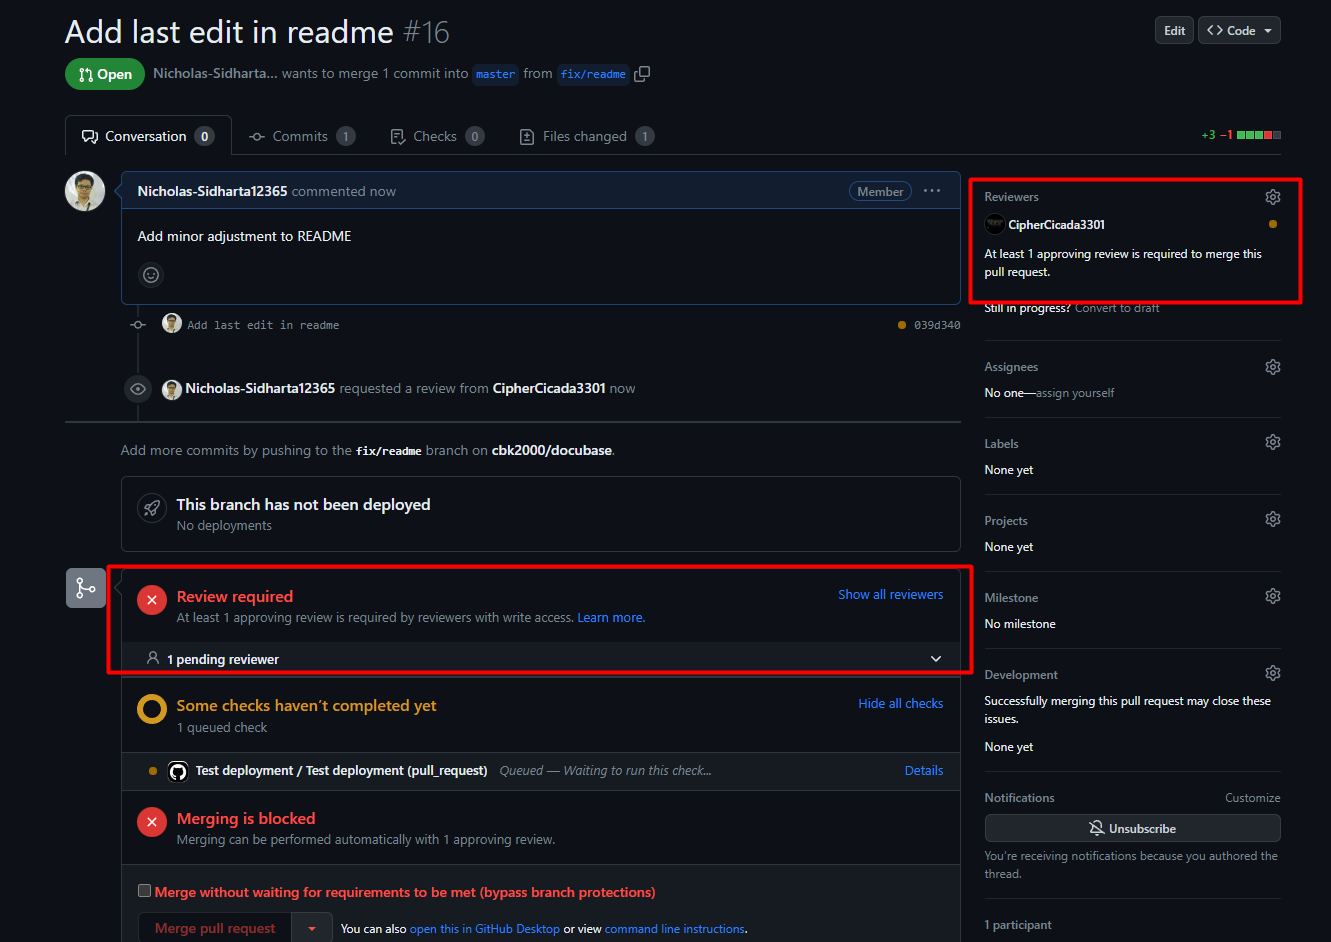 Add last edit in readme #16
Edit
Code
Open
Nicholas-Sidharta... wants to merge 1 commit into master from fix/readme
Conversation 0
Commits 1
Checks 0
Files changed 1
+3 −1
Nicholas-Sidharta12365 commented now
Member
Add minor adjustment to README
Add last edit in readme
039d340
Nicholas-Sidharta12365 requested a review from CipherCicada3301 now
Add more commits by pushing to the fix/readme branch on cbk2000/docubase.
This branch has not been deployed
No deployments
Review required
Show all reviewers
At least 1 approving review is required by reviewers with write access. Learn more.
1 pending reviewer
Some checks haven't completed yet
Hide all checks
1 queued check
Test deployment / Test deployment (pull_request) Queued — Waiting to run this check...
Details
Merging is blocked
Merging can be performed automatically with 1 approving review.
Merge without waiting for requirements to be met (bypass branch protections)
Merge pull request
You can also open this in GitHub Desktop or view command line instructions.
Reviewers
CipherCicada3301
At least 1 approving review is required to merge this
pull request.
Still in progress? Convert to draft
Assignees
No one—assign yourself
Labels
None yet
Projects
None yet
Milestone
No milestone
Development
Successfully merging this pull request may close these
issues.
None yet
Notifications
Customize
Unsubscribe
You're receiving notifications because you authored the
thread.
1 participant